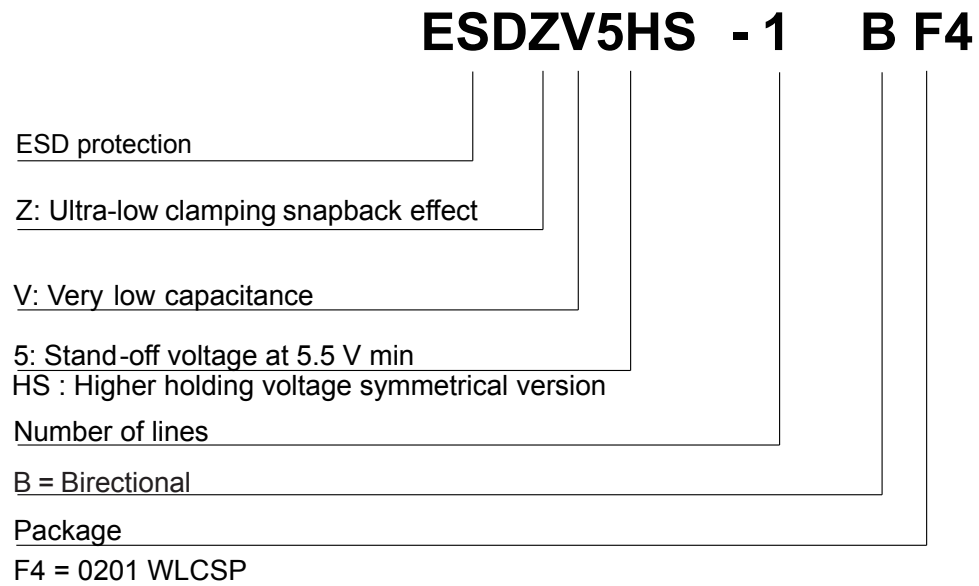 ESDZV5HS - 1 B F4
ESD protection
Z: Ultra-low clamping snapback effect
V: Very low capacitance
5: Stand-off voltage at 5.5 V min
HS : Higher holding voltage symmetrical version
Number of lines
B = Birectional
Package
F4 = 0201 WLCSP